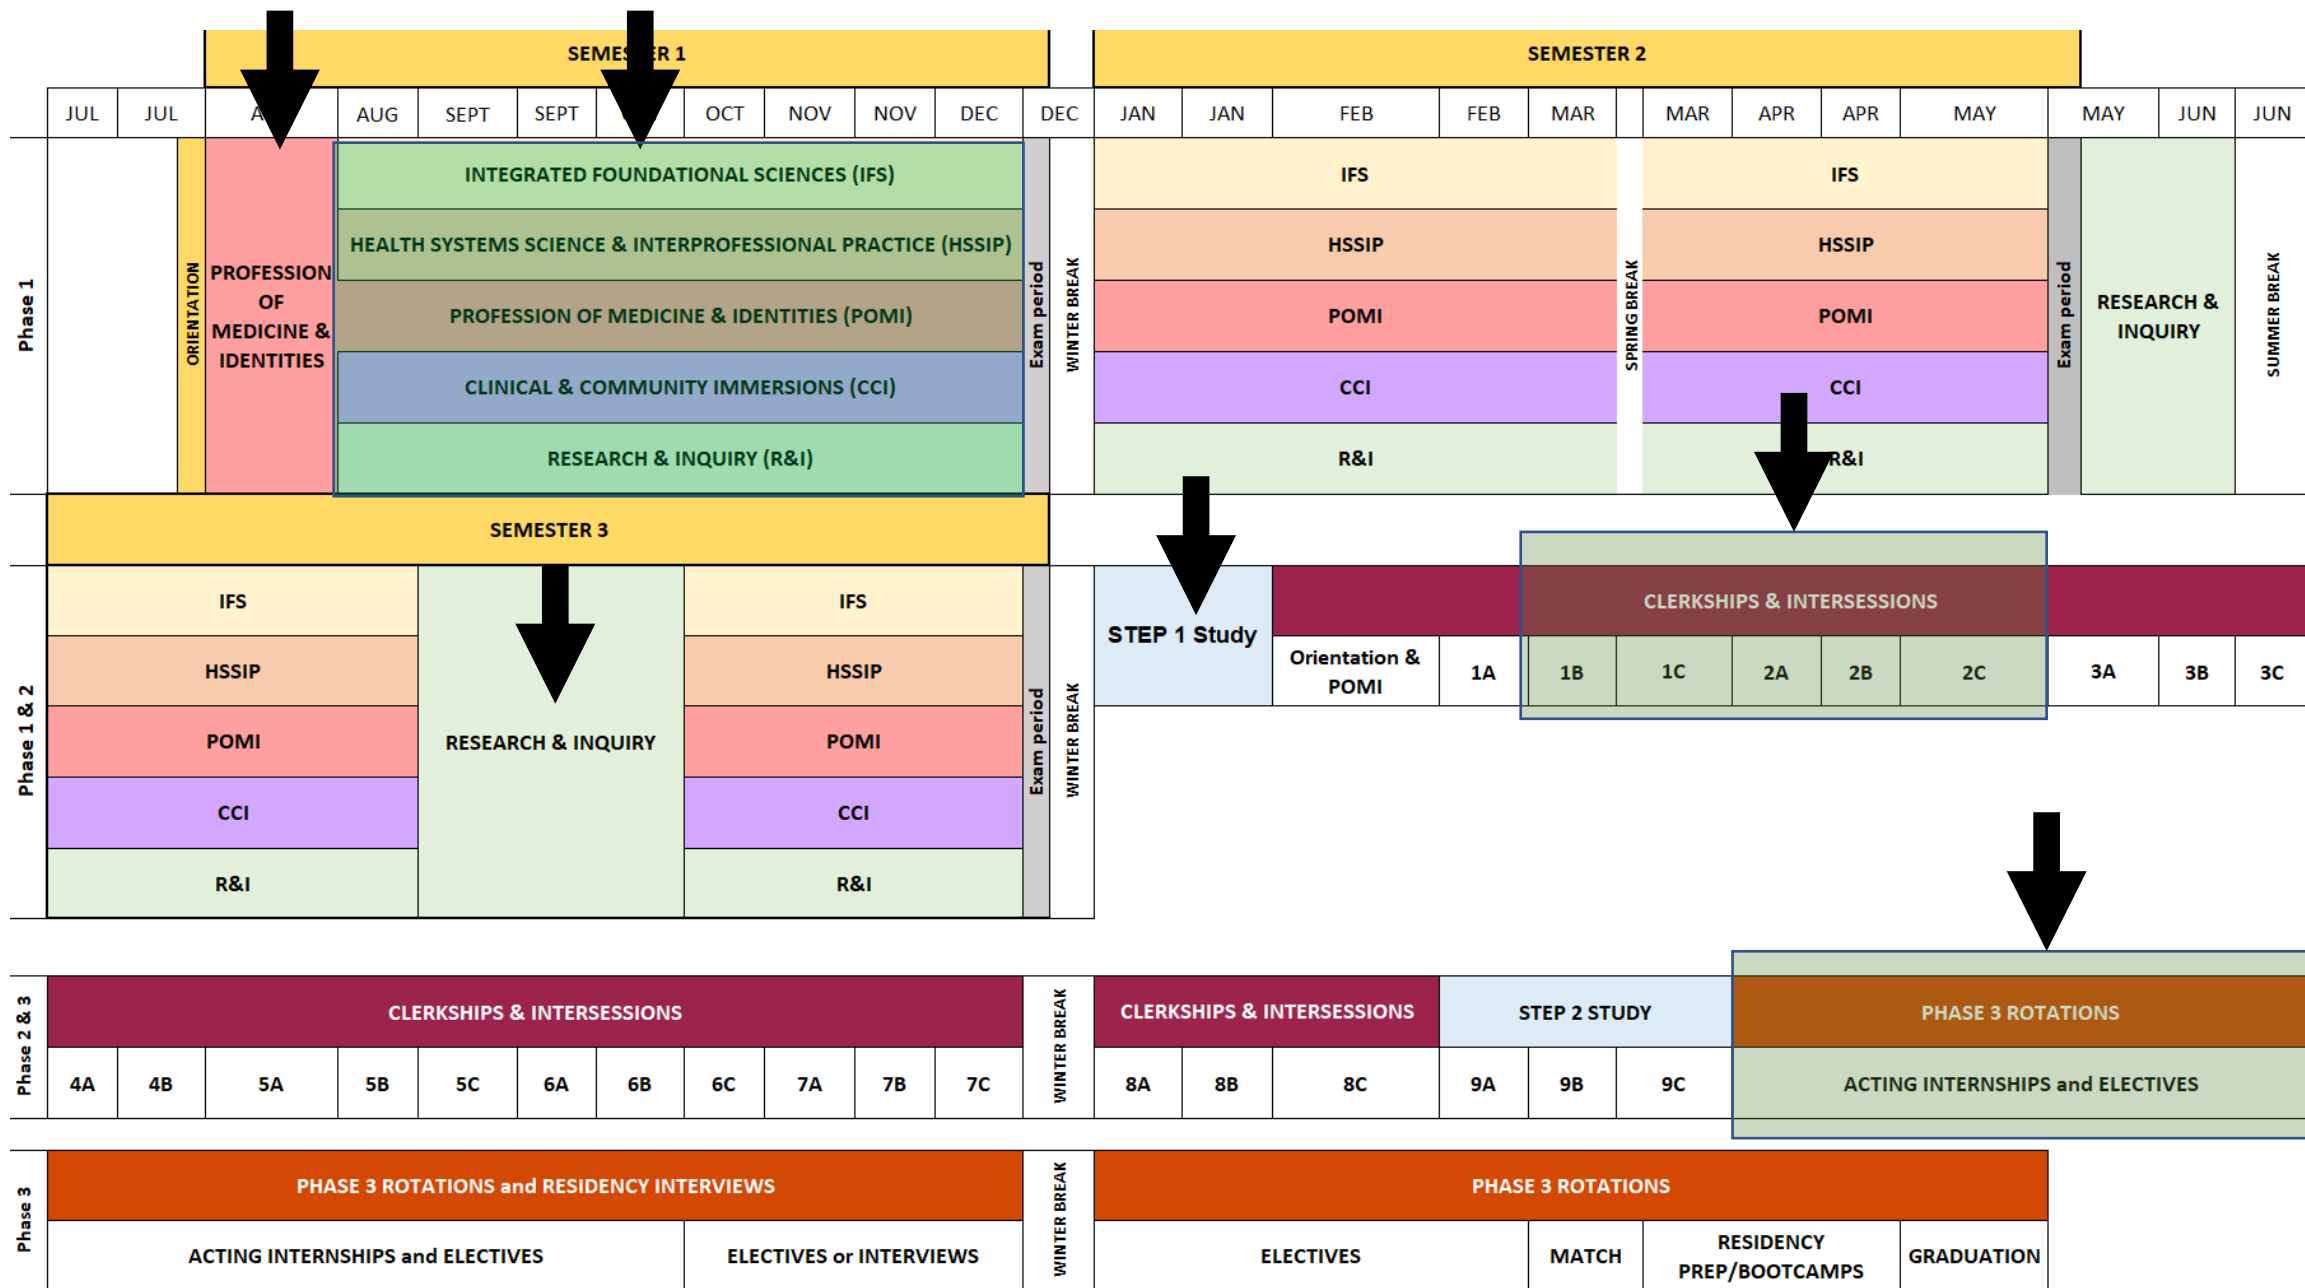 SEMESTER 1
SEMESTER 2
JUL JUL AUG SEPT SEPT OCT NOV NOV DEC DEC JAN JAN FEB FEB MAR MAR APR APR MAY MAY JUN JUN
Phase 1
ORIENTATION
PROFESSION
OF
MEDICINE &
IDENTITIES
INTEGRATED FOUNDATIONAL SCIENCES (IFS)
HEALTH SYSTEMS SCIENCE & INTERPROFESSIONAL PRACTICE (HSSIP)
PROFESSION OF MEDICINE & IDENTITIES (POMI)
CLINICAL & COMMUNITY IMMERSIONS (CCI)
RESEARCH & INQUIRY (R&I)
Exam period
WINTER BREAK
IFS
HSSIP
POMI
CCI
R&I
SPRING BREAK
IFS
HSSIP
POMI
CCI
R&I
Exam period
RESEARCH &
INQUIRY
SUMMER BREAK
SEMESTER 3
Phase 1 & 2
IFS
HSSIP
POMI
CCI
R&I
RESEARCH & INQUIRY
IFS
HSSIP
POMI
CCI
R&I
Exam period
WINTER BREAK
STEP 1 Study
CLERKSHIPS & INTERSESSIONS
Orientation &
POMI
1A 1B 1C 2A 2B 2C 3A 3B 3C
Phase 2 & 3
CLERKSHIPS & INTERSESSIONS
4A 4B 5A 5B 5C 6A 6B 6C 7A 7B 7C
WINTER BREAK
CLERKSHIPS & INTERSESSIONS
STEP 2 STUDY
PHASE 3 ROTATIONS
8A 8B 8C 9A 9B 9C
ACTING INTERNSHIPS and ELECTIVES
Phase 3
PHASE 3 ROTATIONS and RESIDENCY INTERVIEWS
ACTING INTERNSHIPS and ELECTIVES
ELECTIVES or INTERVIEWS
WINTER BREAK
PHASE 3 ROTATIONS
ELECTIVES
MATCH
RESIDENCY
PREP/BOOTCAMPS
GRADUATION